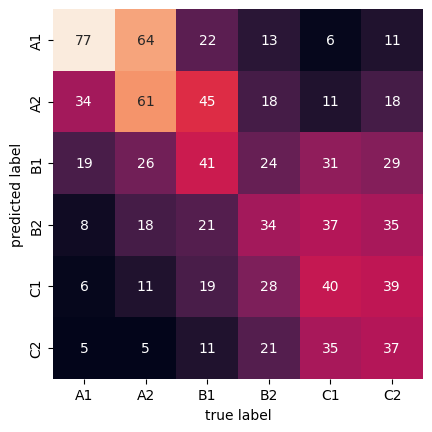 A1 77 64 22 13 6 11
A2 34 61 45 18 11 18
B1 19 26 41 24 31 29
B2 8 18 21 34 37 35
C1 6 11 19 28 40 39
C2 5 5 11 21 35 37
A1 A2 B1 B2 C1 C2
predicted label
true label